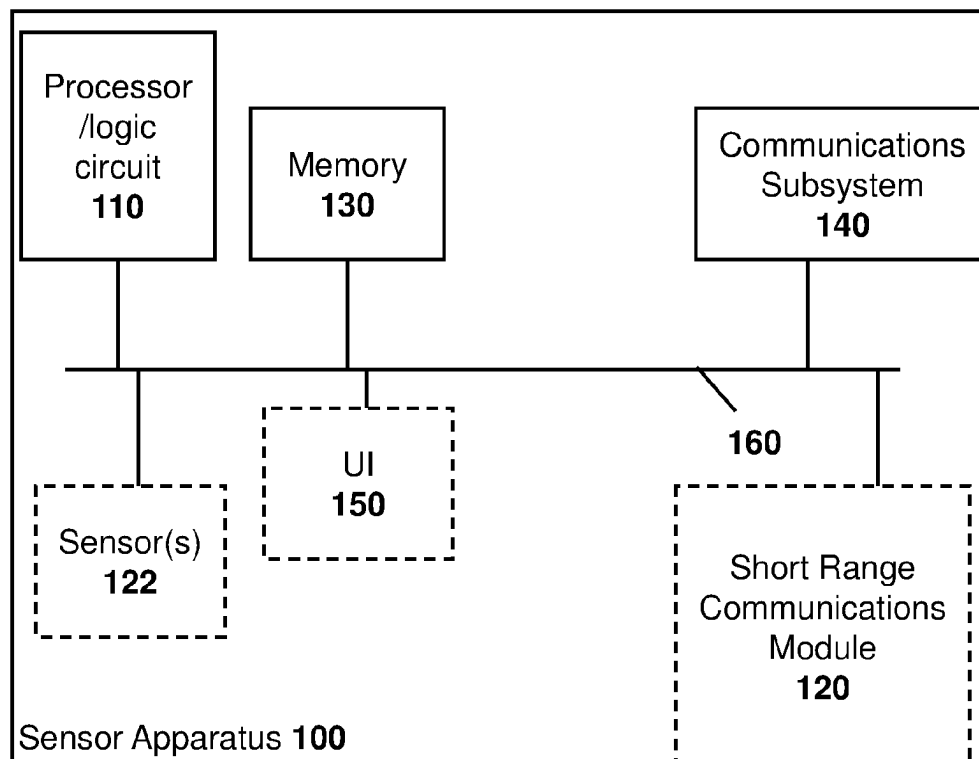 Processor
/logic
circuit
110
Memory
130
Communications
Subsystem
140
160
UI
150
Sensor(s)
122
Short Range
Communications
Module
120
Sensor Apparatus 100